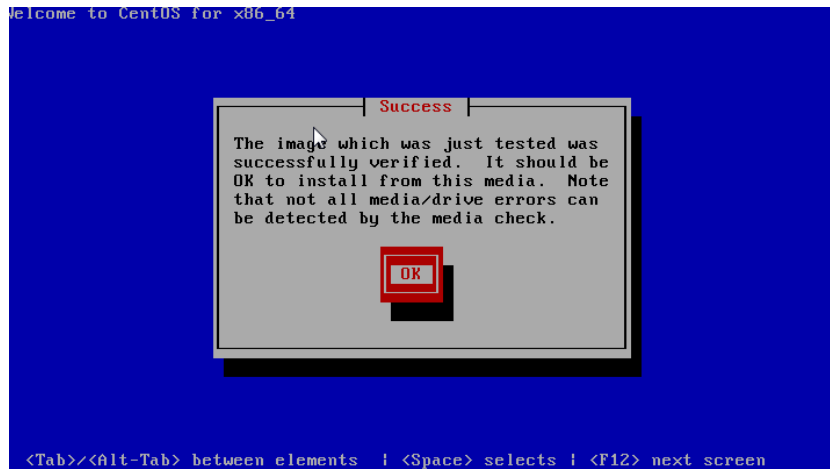 Welcome to CentOS for x86_64
Success
The image which was just tested was
successfully verified.  It should be
OK to install from this media.  Note
that not all media/drive errors can
be detected by the media check.
OK
<Tab>/<Alt-Tab> between elements  | <Space> selects | <F12> next screen